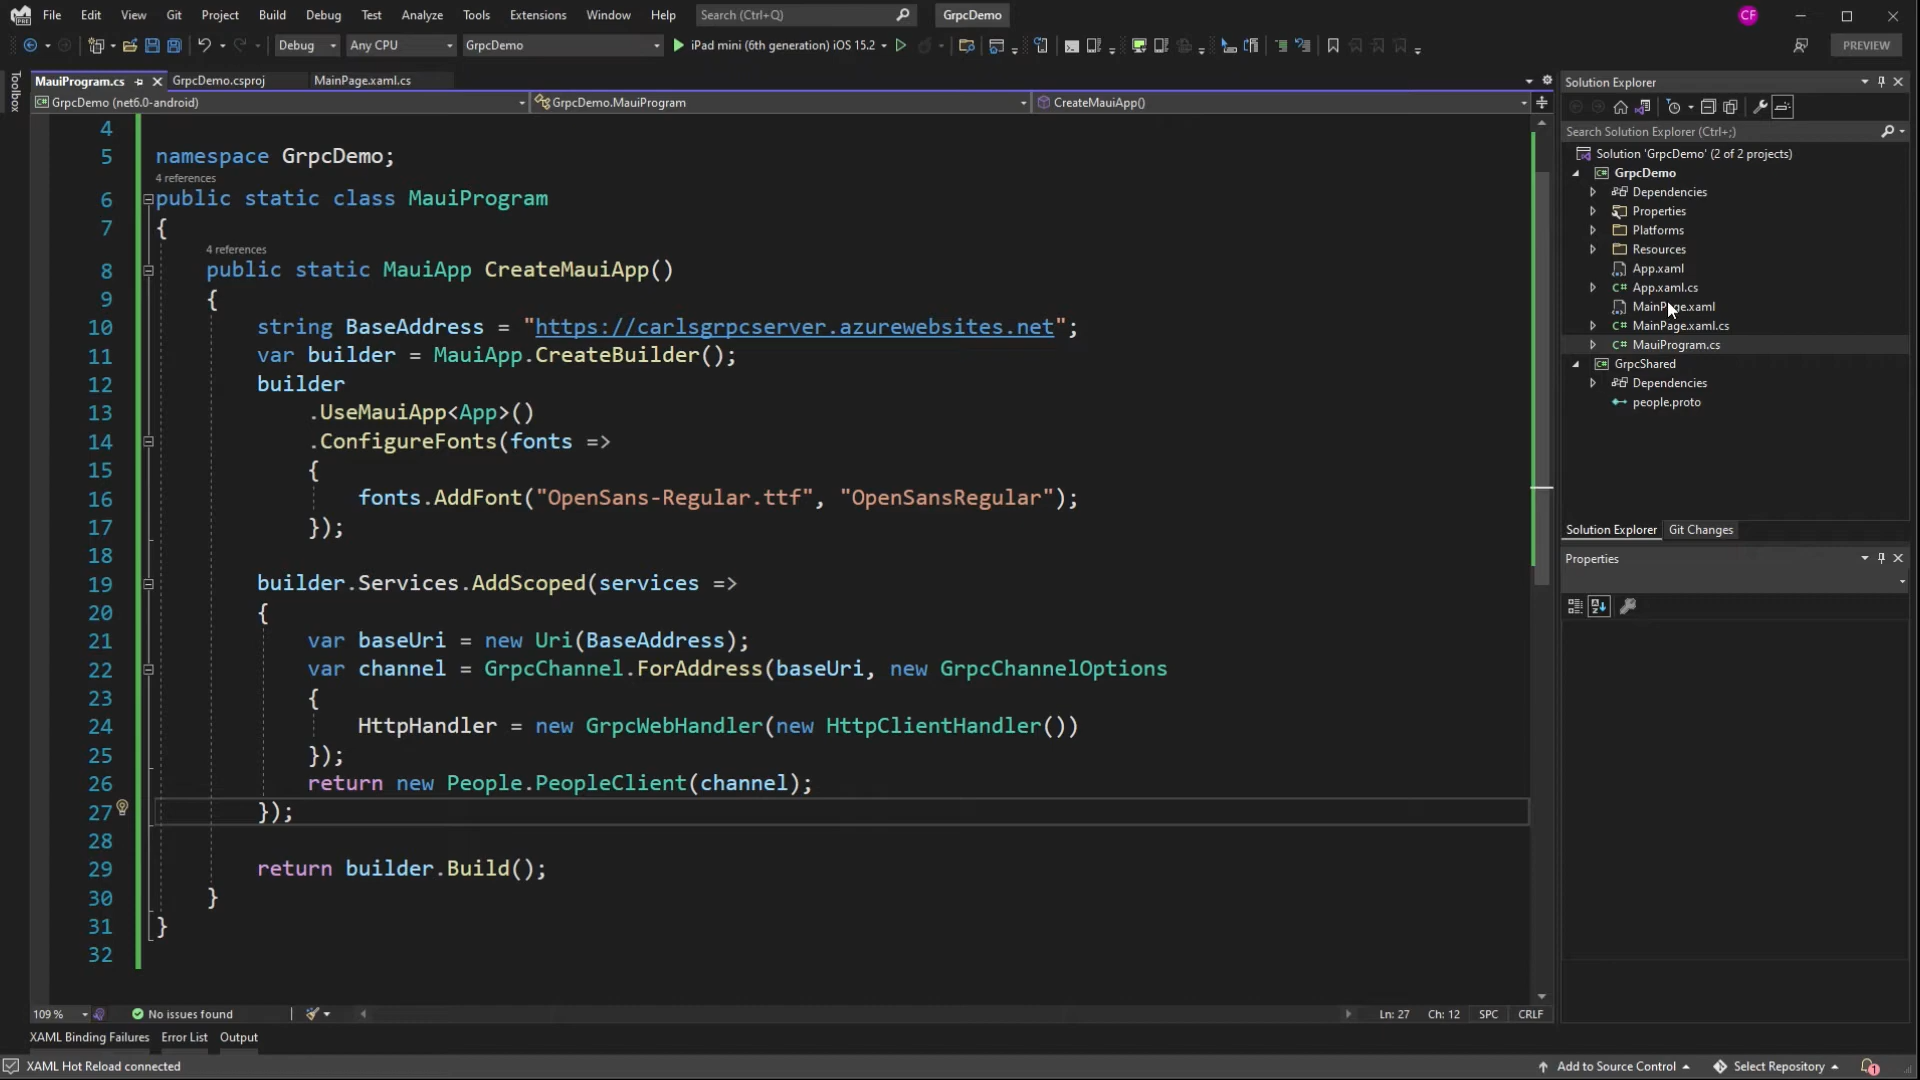 File Edit View Git Project Build Debug Test Analyze Tools Extensions Window Help Search (Ctrl+Q) GrpcDemo CF
Debug Any CPU GrpcDemo iPad mini (6th generation) iOS 15.2 PREVIEW
Toolbox
MauiProgram.cs GrpcDemo.csproj MainPage.xaml.cs
GrpcDemo (net6.0-android) GrpcDemo.MauiProgram CreateMauiApp()
4
5 namespace GrpcDemo;
4 references
6 public static class MauiProgram
7 {
4 references
8 public static MauiApp CreateMauiApp()
9 {
10 string BaseAddress = "https://carlsgrpcserver.azurewebsites.net";
11 var builder = MauiApp.CreateBuilder();
12 builder
13 .UseMauiApp<App>()
14 .ConfigureFonts(fonts =>
15 {
16 fonts.AddFont("OpenSans-Regular.ttf", "OpenSansRegular");
17 });
18
19 builder.Services.AddScoped(services =>
20 {
21 var baseUri = new Uri(BaseAddress);
22 var channel = GrpcChannel.ForAddress(baseUri, new GrpcChannelOptions
23 {
24 HttpHandler = new GrpcWebHandler(new HttpClientHandler())
25 });
26 return new People.PeopleClient(channel);
27 });
28
29 return builder.Build();
30 }
31 }
32
109 % No issues found Ln: 27 Ch: 12 SPC CRLF
XAML Binding Failures Error List Output
XAML Hot Reload connected Add to Source Control Select Repository 1
Solution Explorer
Search Solution Explorer (Ctrl+;)
Solution 'GrpcDemo' (2 of 2 projects)
GrpcDemo
Dependencies
Properties
Platforms
Resources
App.xaml
App.xaml.cs
MainPage.xaml
MainPage.xaml.cs
MauiProgram.cs
GrpcShared
Dependencies
people.proto
Solution Explorer Git Changes
Properties